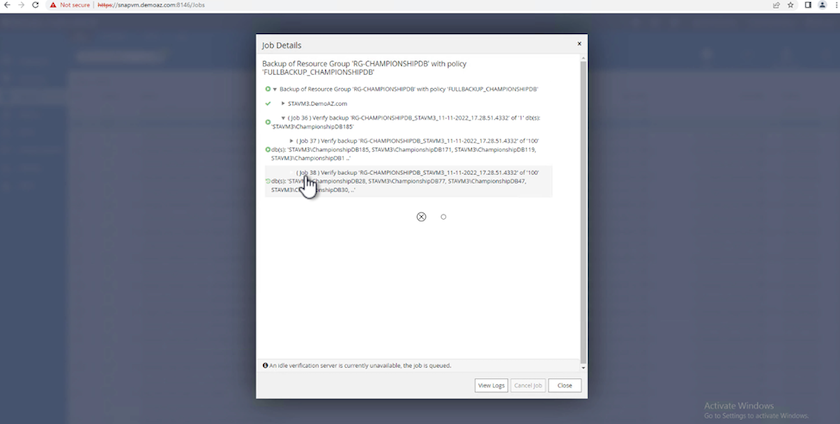 Not secure | https://snapvm.demoaz.com:8146/Jobs
Job Details
×
Backup of Resource Group 'RG-CHAMPIONSHIPDB' with policy
'FULLBACKUP_CHAMPIONSHIPDB'
Backup of Resource Group 'RG-CHAMPIONSHIPDB' with policy 'FULLBACKUP_CHAMPIONSHIPDB'
STAVM3.DemoAZ.com
( Job 36 ) Verify backup 'RG-CHAMPIONSHIPDB_STAVM3_11-11-2022_17.28.51.4332' of '1' db(s):
'STAVM3\ChampionshipDB185'
( Job 37 ) Verify backup 'RG-CHAMPIONSHIPDB_STAVM3_11-11-2022_17.28.51.4332' of '100'
db(s): 'STAVM3\ChampionshipDB185, STAVM3\ChampionshipDB171, STAVM3\ChampionshipDB119,
STAVM3\ChampionshipDB1 ..'
( Job 38 ) Verify backup 'RG-CHAMPIONSHIPDB_STAVM3_11-11-2022_17.28.51.4332' of '100'
db(s): 'STAVM3\ChampionshipDB28, STAVM3\ChampionshipDB77, STAVM3\ChampionshipDB47,
STAVM3\ChampionshipDB30, ..'
An idle verification server is currently unavailable, the job is queued.
View Logs Cancel Job Close
Activate Windows
Go to Settings to activate Windows.